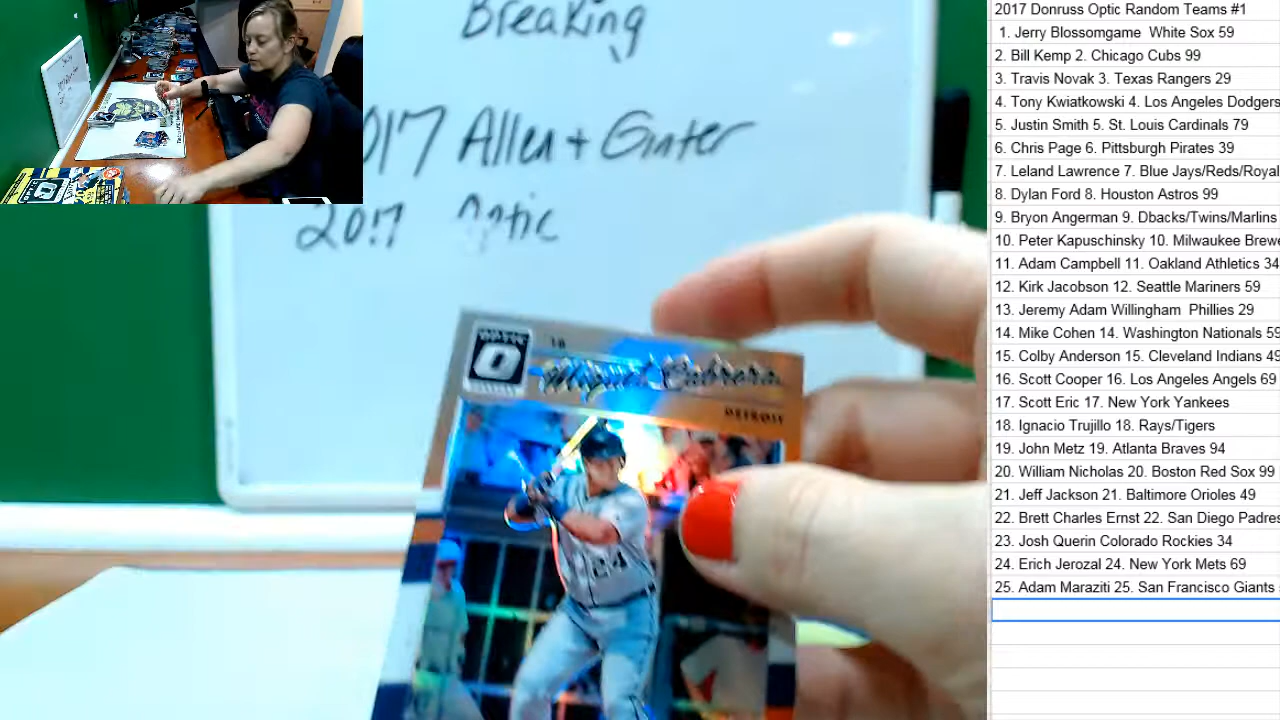 Breaking
2017 Allen + Ginter
2017 Optic
Miguel Cabrera
DETROIT
24
2017 Donruss Optic Random Teams #1
1. Jerry Blossomgame White Sox 59
2. Bill Kemp 2. Chicago Cubs 99
3. Travis Novak 3. Texas Rangers 29
4. Tony Kwiatkowski 4. Los Angeles Dodgers
5. Justin Smith 5. St. Louis Cardinals 79
6. Chris Page 6. Pittsburgh Pirates 39
7. Leland Lawrence 7. Blue Jays/Reds/Royal
8. Dylan Ford 8. Houston Astros 99
9. Bryon Angerman 9. Dbacks/Twins/Marlins
10. Peter Kapuschinsky 10. Milwaukee Brewe
11. Adam Campbell 11. Oakland Athletics 34
12. Kirk Jacobson 12. Seattle Mariners 59
13. Jeremy Adam Willingham Phillies 29
14. Mike Cohen 14. Washington Nationals 59
15. Colby Anderson 15. Cleveland Indians 49
16. Scott Cooper 16. Los Angeles Angels 69
17. Scott Eric 17. New York Yankees
18. Ignacio Trujillo 18. Rays/Tigers
19. John Metz 19. Atlanta Braves 94
20. William Nicholas 20. Boston Red Sox 99
21. Jeff Jackson 21. Baltimore Orioles 49
22. Brett Charles Ernst 22. San Diego Padres
23. Josh Querin Colorado Rockies 34
24. Erich Jerozal 24. New York Mets 69
25. Adam Maraziti 25. San Francisco Giants